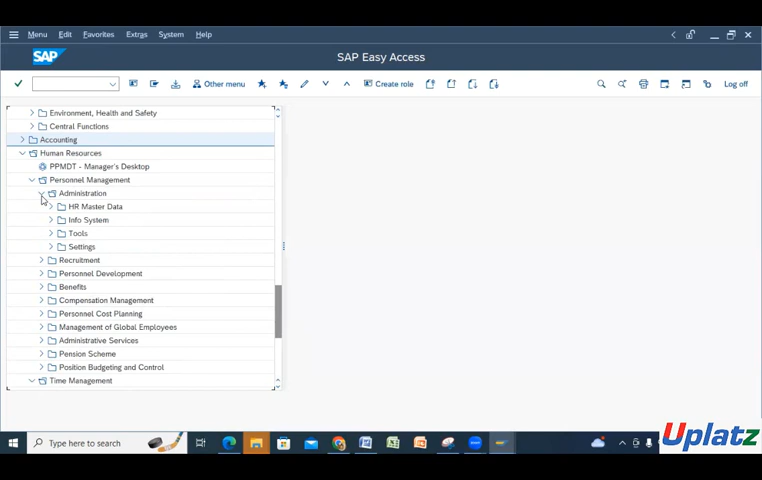 Menu Edit Favorites Extras System Help
SAP SAP Easy Access
Other menu Create role Log off
Environment, Health and Safety
Central Functions
Accounting
Human Resources
PPMDT - Manager's Desktop
Personnel Management
Administration
HR Master Data
Info System
Tools
Settings
Recruitment
Personnel Development
Benefits
Compensation Management
Personnel Cost Planning
Management of Global Employees
Administrative Services
Pension Scheme
Position Budgeting and Control
Time Management
Type here to search
Uplatz